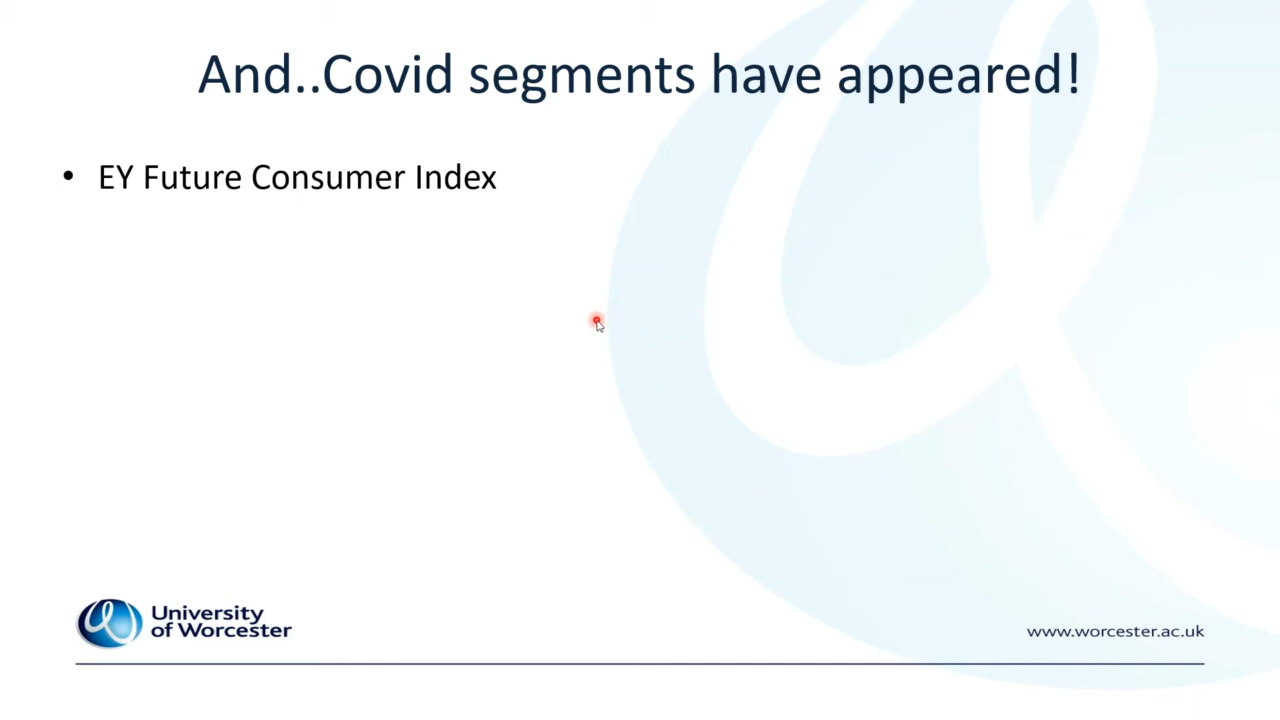 And..Covid segments have appeared!
• EY Future Consumer Index
University
of Worcester
www.worcester.ac.uk